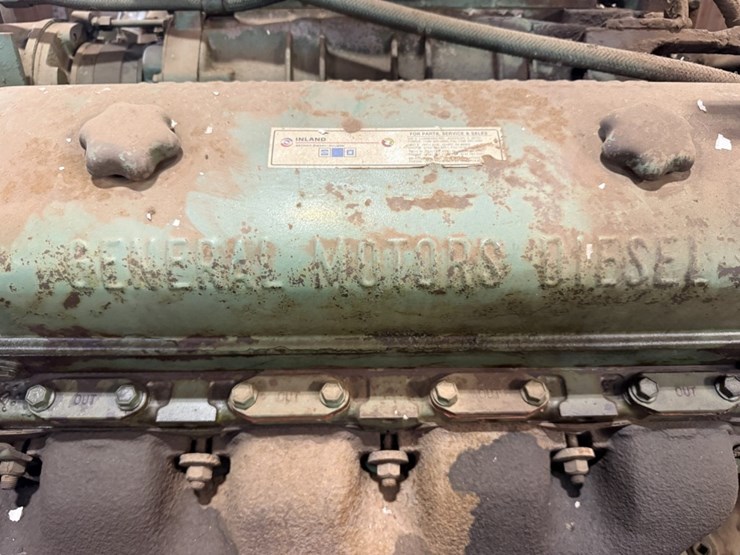 INLAND
FOR PARTS, SERVICE & SALES
GENERAL MOTORS DIESEL
OUT OUT OUT OUT